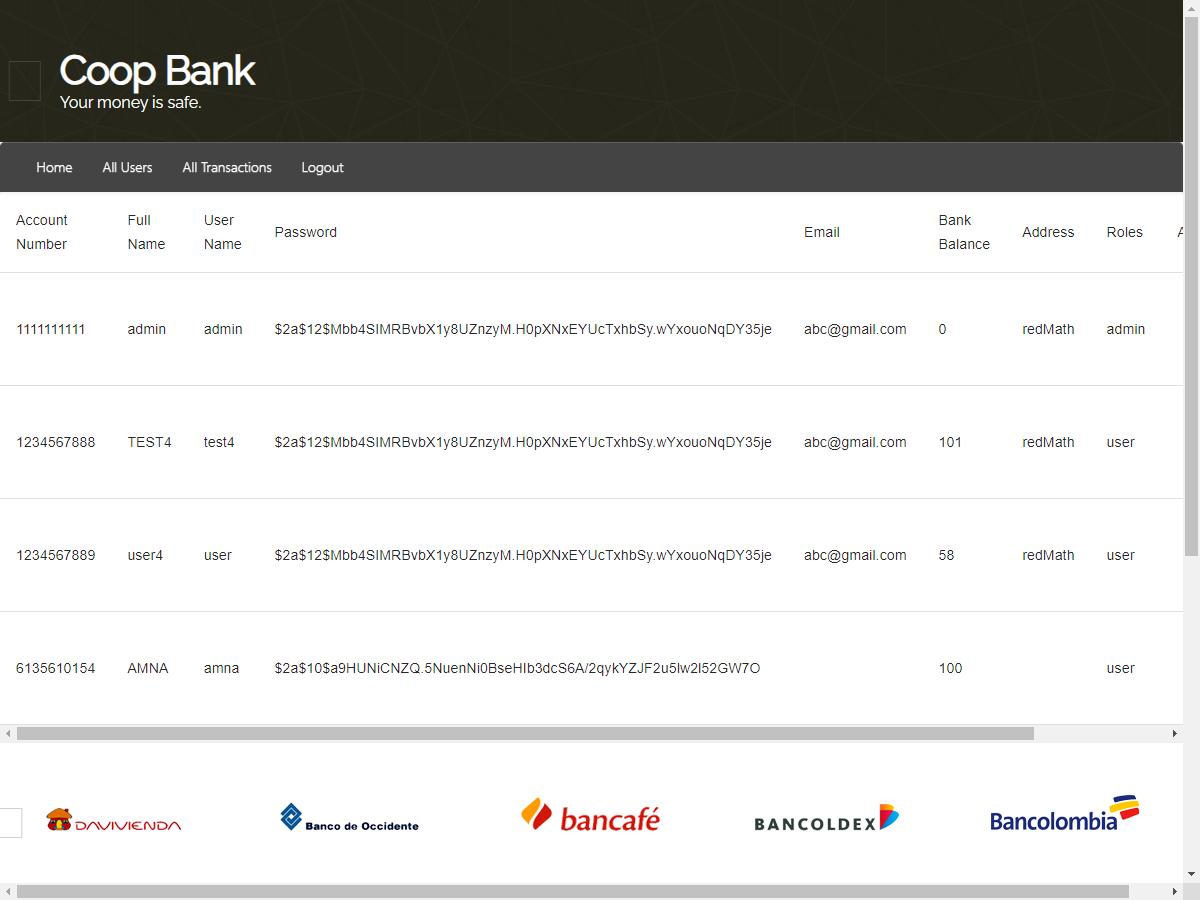 Coop Bank
Your money is safe.
Home All Users All Transactions Logout
Account Number Full Name User Name Password Email Bank Balance Address Roles
1111111111 admin admin $2a$12$Mbb4SIMRBvbX1y8UZnzyM.H0pXNxEYUcTxhbSy.wYxouoNqDY35je abc@gmail.com 0 redMath admin
1234567888 TEST4 test4 $2a$12$Mbb4SIMRBvbX1y8UZnzyM.H0pXNxEYUcTxhbSy.wYxouoNqDY35je abc@gmail.com 101 redMath user
1234567889 user4 user $2a$12$Mbb4SIMRBvbX1y8UZnzyM.H0pXNxEYUcTxhbSy.wYxouoNqDY35je abc@gmail.com 58 redMath user
6135610154 AMNA amna $2a$10$a9HUNiCNZQ.5NuenNi0BseHIb3dcS6A/2qykYZJF2u5lw2I52GW7O 100 user
DAVIVIENDA Banco de Occidente bancafé BANCOLDEX Bancolombia